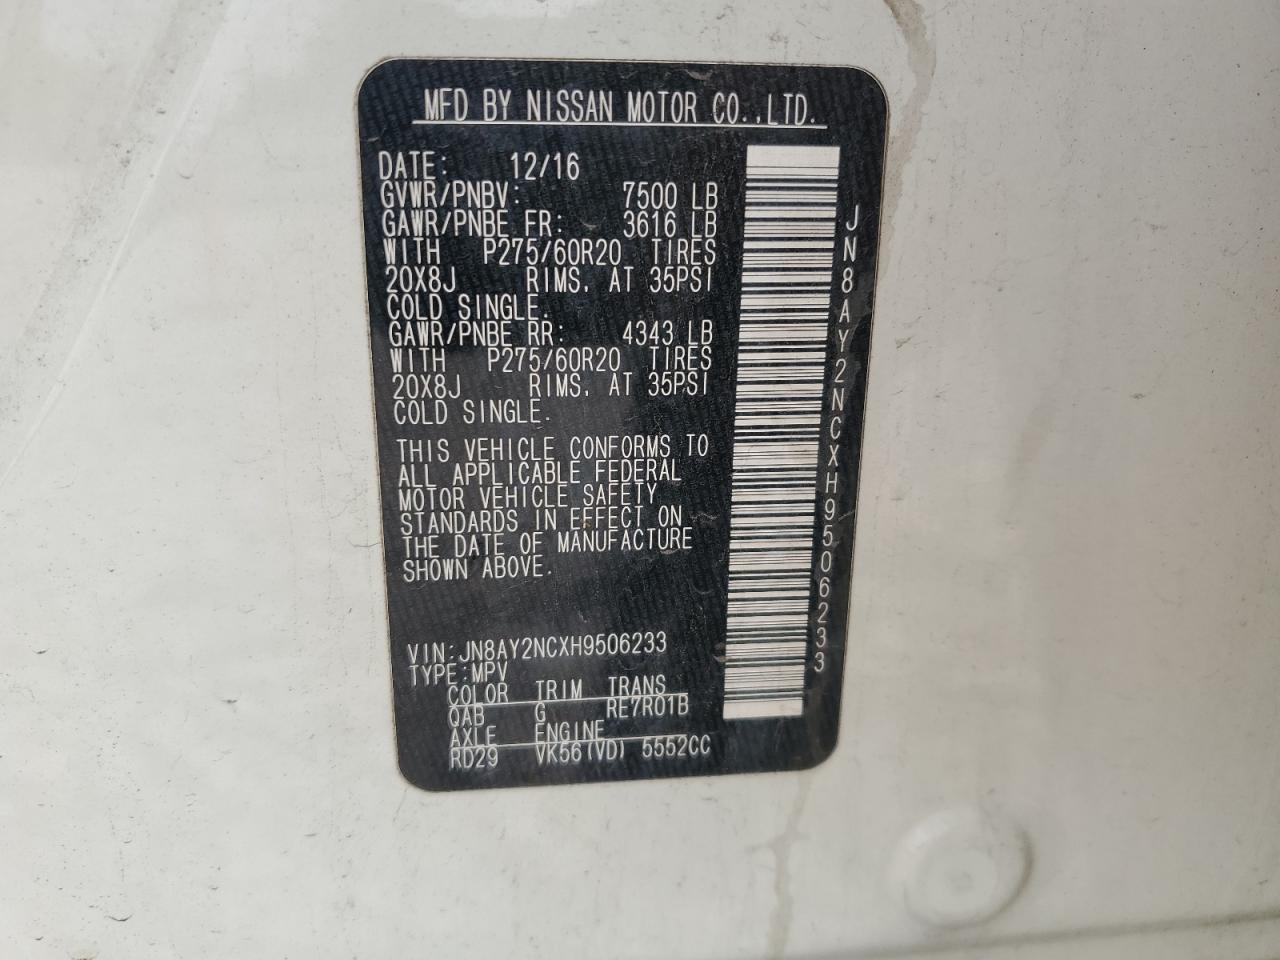 MFD BY NISSAN MOTOR CO.,LTD.
DATE: 12/16
GVWR/PNBV: 7500 LB
GAWR/PNBE FR: 3616 LB
WITH P275/60R20 TIRES
20X8J RIMS, AT 35PSI
COLD SINGLE.
GAWR/PNBE RR: 4343 LB
WITH P275/60R20 TIRES
20X8J RIMS, AT 35PSI
COLD SINGLE.
THIS VEHICLE CONFORMS TO
ALL APPLICABLE FEDERAL
MOTOR VEHICLE SAFETY
STANDARDS IN EFFECT ON
THE DATE OF MANUFACTURE
SHOWN ABOVE.
VIN:JN8AY2NCXH9506233
TYPE:MPV
COLOR TRIM TRANS
QAB G RE7R01B
AXLE ENGINE
RD29 VK56(VD) 5552CC
JN8AY2NCXH9506233